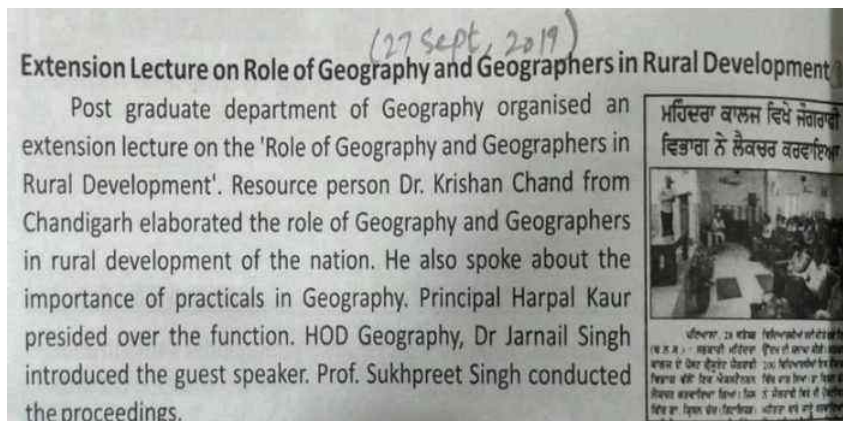 (27 Sept, 2019)
Extension Lecture on Role of Geography and Geographers in Rural Development
Post graduate department of Geography organised an
extension lecture on the 'Role of Geography and Geographers in
Rural Development'. Resource person Dr. Krishan Chand from
Chandigarh elaborated the role of Geography and Geographers
in rural development of the nation. He also spoke about the
importance of practicals in Geography. Principal Harpal Kaur
presided over the function. HOD Geography, Dr Jarnail Singh
introduced the guest speaker. Prof. Sukhpreet Singh conducted
the proceedings.
ਮਹਿੰਦਰਾ ਕਾਲਜ ਵਿਖੇ ਜੌਗਰਾਫੀ
ਵਿਭਾਗ ਨੇ ਲੈਕਚਰ ਕਰਵਾਇਆ